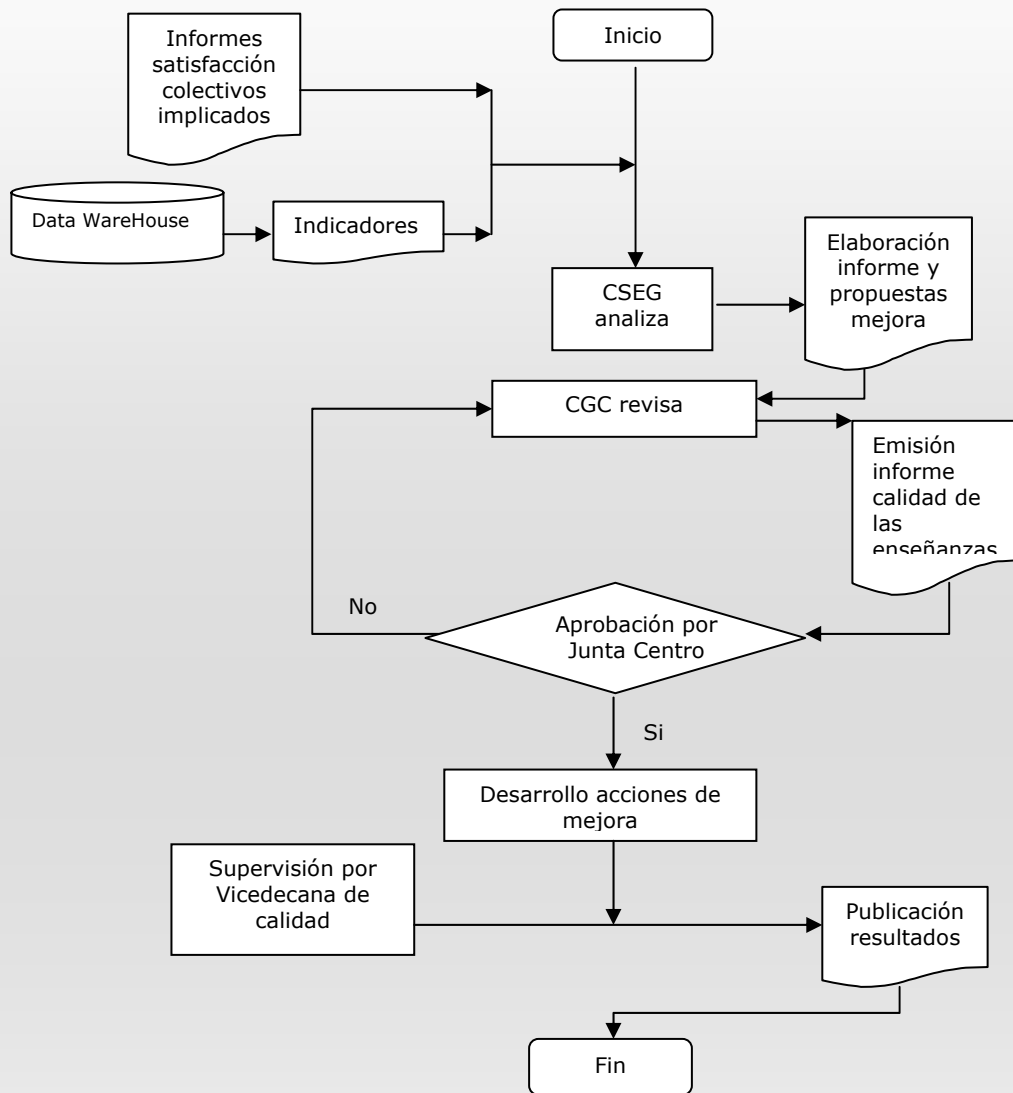 Informes
satisfacción
colectivos
implicados
Inicio
Data WareHouse
Indicadores
CSEG
analiza
Elaboración
informe y
propuestas
mejora
CGC revisa
Emisión
informe
calidad de
las
enseñanzas
No
Aprobación por
Junta Centro
Si
Desarrollo acciones de
mejora
Supervisión por
Vicedecana de
calidad
Publicación
resultados
Fin